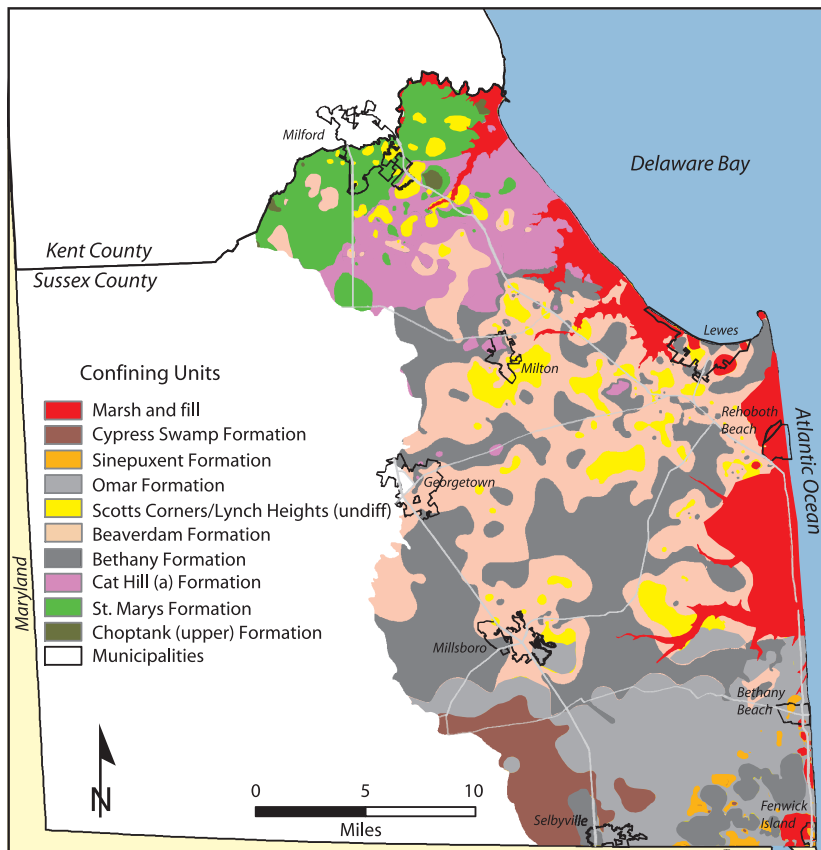 Milford
Delaware Bay
Kent County
Sussex County
Lewes
Milton
Confining Units
Marsh and fill
Cypress Swamp Formation
Sinepuxent Formation
Omar Formation
Scotts Corners/Lynch Heights (undiff)
Beaverdam Formation
Bethany Formation
Cat Hill (a) Formation
St. Marys Formation
Choptank (upper) Formation
Municipalities
Rehoboth
Beach
Atlantic Ocean
Georgetown
Maryland
Millsboro
Bethany
Beach
N
0 5 10
Miles
Selbyville
Fenwick
Island